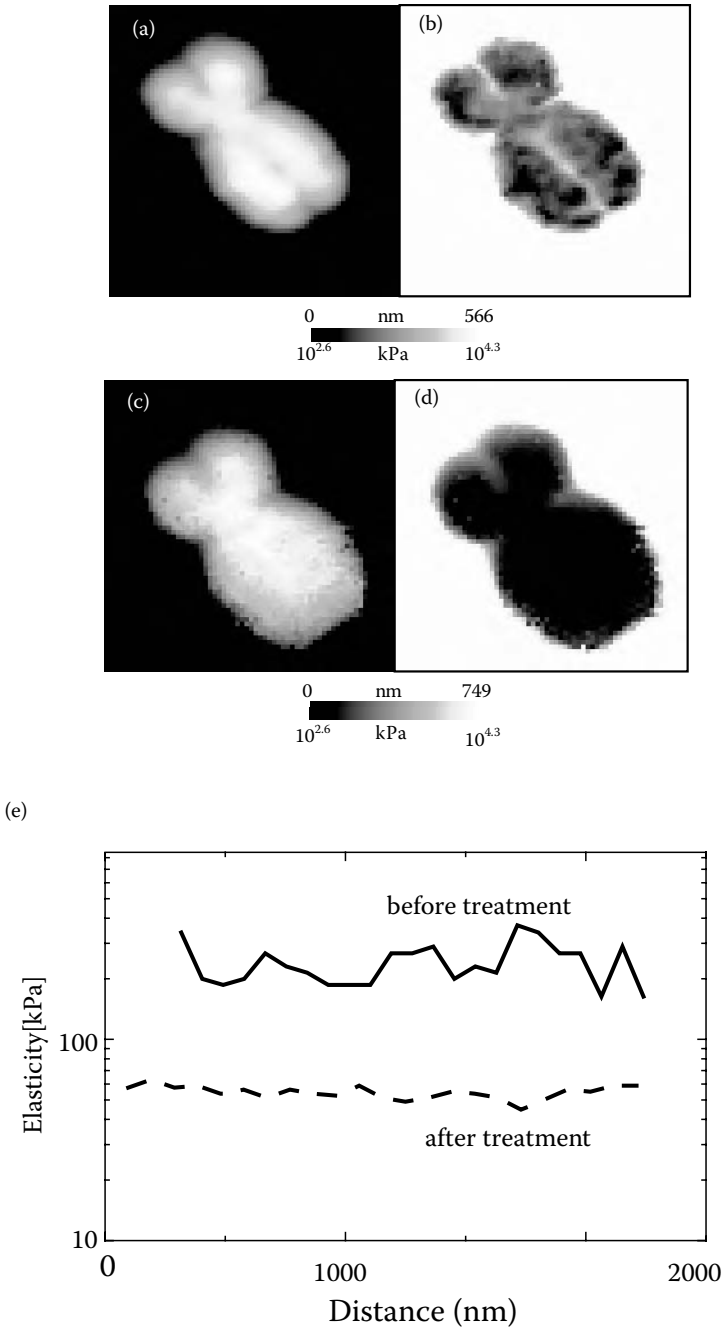 (a)
(b)
0 nm 566
10^2.6 kPa 10^4.3
(c)
(d)
0 nm 749
10^2.6 kPa 10^4.3
(e)
before treatment
after treatment
Elasticity[kPa]
100
10
0 1000 2000
Distance (nm)